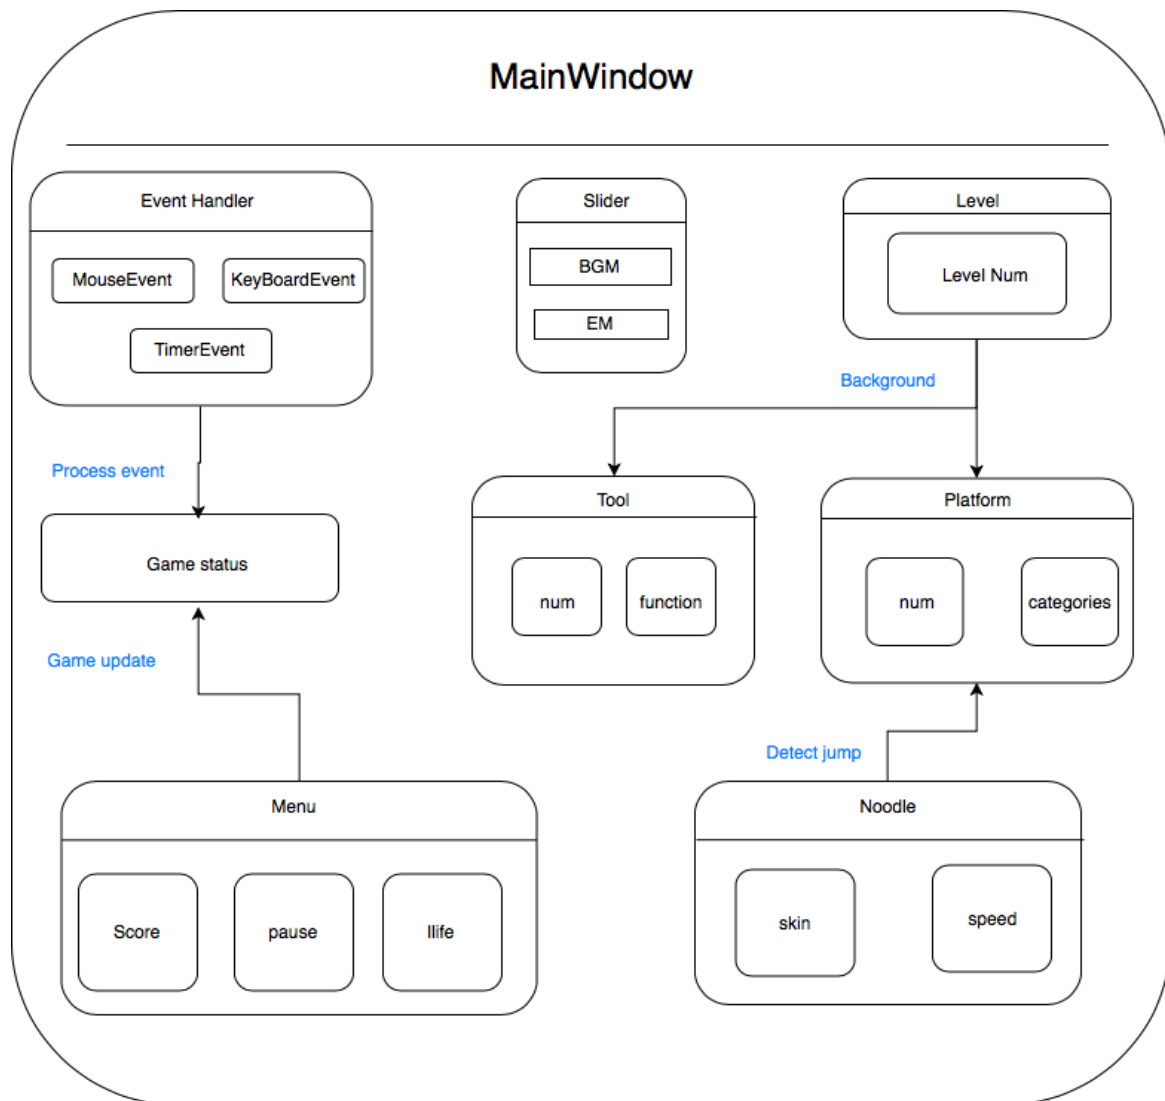 MainWindow
Event Handler
MouseEvent
KeyBoardEvent
TimerEvent
Slider
BGM
EM
Level
Level Num
Background
Process event
Game status
Tool
num
function
Platform
num
categories
Game update
Detect jump
Menu
Score
pause
llife
Noodle
skin
speed